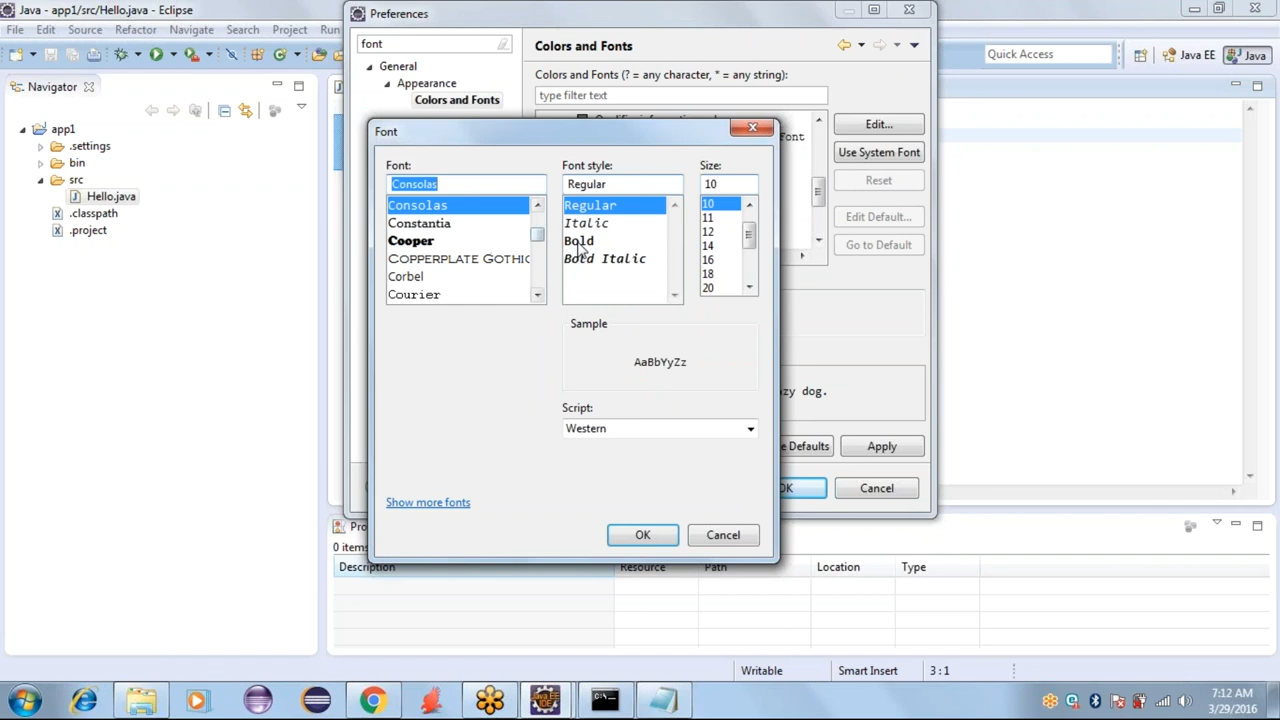 Java - app1/src/Hello.java - Eclipse
File Edit Source Refactor Navigate Search Project Run
Quick Access
Java EE
Java
Navigator
app1
.settings
bin
src
Hello.java
.classpath
.project
Preferences
font
General
Appearance
Colors and Fonts
Colors and Fonts
Colors and Fonts (? = any character, * = any string):
type filter text
Font
Edit...
Use System Font
Reset
Edit Default...
Go to Default
zy dog.
Defaults
Apply
OK
Cancel
Font
Font:
Consolas
Consolas
Constantia
Cooper
Copperplate Gothic
Corbel
Courier
Font style:
Regular
Regular
Italic
Bold
Bold Italic
Size:
10
10
11
12
14
16
18
20
Sample
AaBbYyZz
Script:
Western
Show more fonts
OK
Cancel
Pro
0 items
Description Resource Path Location Type
Writable Smart Insert 3 : 1
7:12 AM
3/29/2016